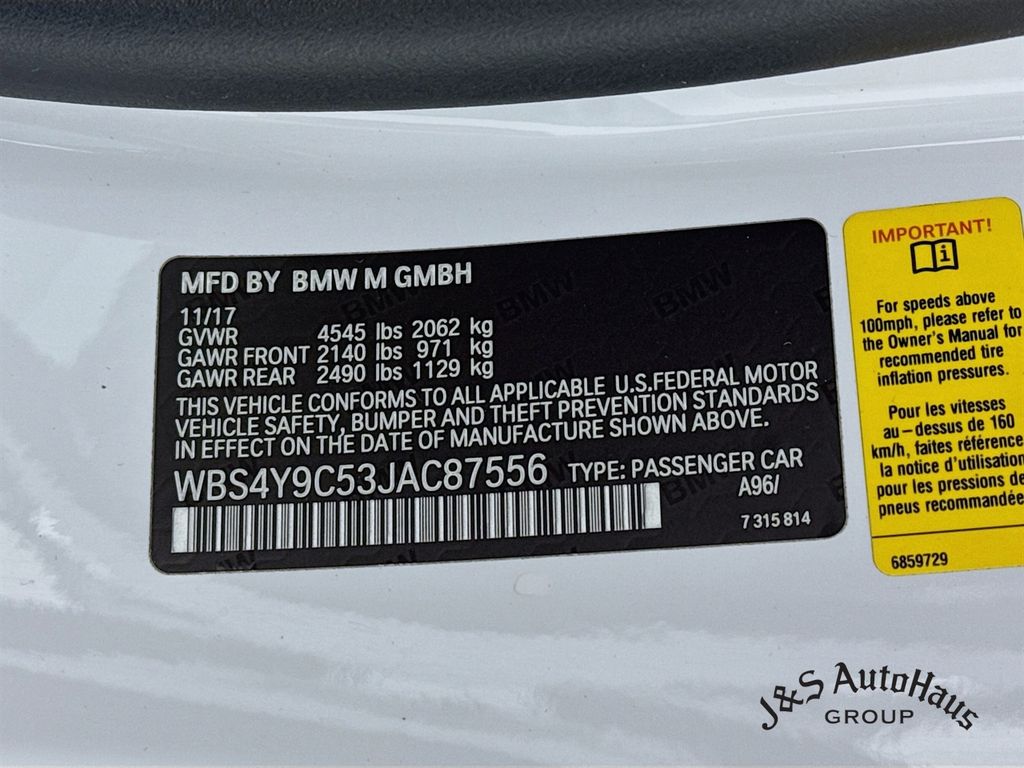 MFD BY BMW M GMBH
11/17
GVWR 4545 lbs 2062 kg
GAWR FRONT 2140 lbs 971 kg
GAWR REAR 2490 lbs 1129 kg
THIS VEHICLE CONFORMS TO ALL APPLICABLE U.S.FEDERAL MOTOR
VEHICLE SAFETY, BUMPER AND THEFT PREVENTION STANDARDS
IN EFFECT ON THE DATE OF MANUFACTURE SHOWN ABOVE.
WBS4Y9C53JAC87556 TYPE: PASSENGER CAR
A96/
7 315 814
IMPORTANT!
For speeds above
100mph, please refer to
the Owner's Manual for
recommended tire
inflation pressures.
Pour les vitesses
au-dessus de 160
km/h, faites référence
la notice d'utilisation
pour les pressions de
pneus recommandée
6859729
J&S AutoHaus
GROUP